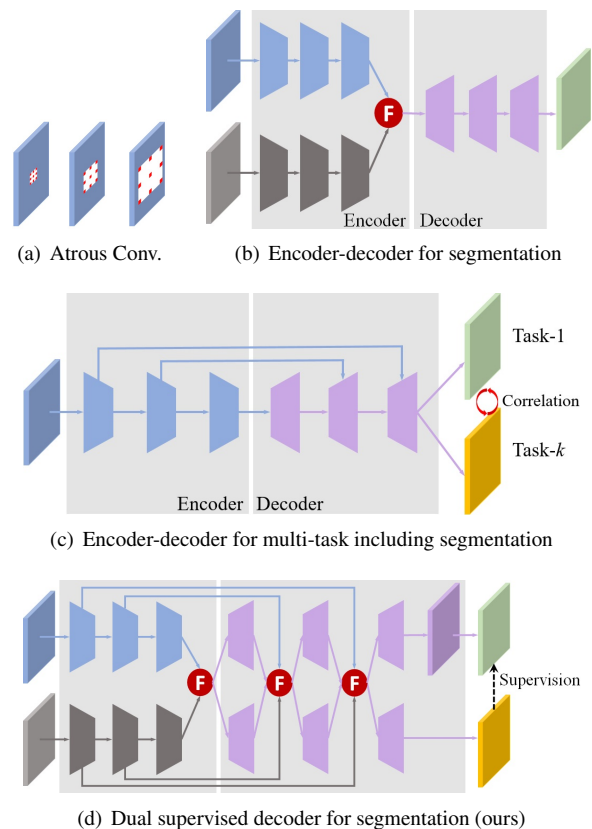 F
Encoder
Decoder
(a) Atrous Conv.
(b) Encoder-decoder for segmentation
Task-1
Correlation
Task-k
Encoder
Decoder
(c) Encoder-decoder for multi-task including segmentation
F
F
F
Supervision
(d) Dual supervised decoder for segmentation (ours)